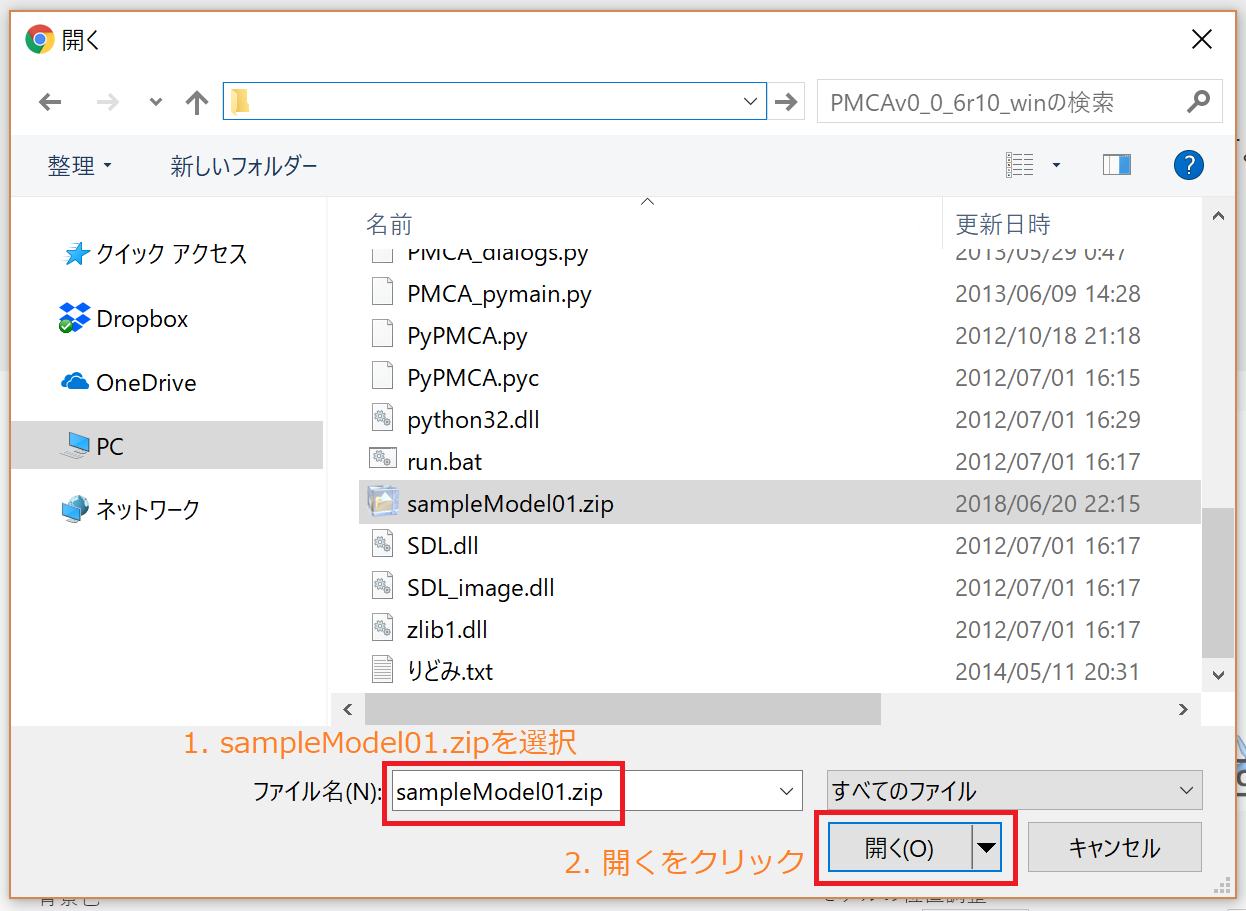 開く
PMCAv0_0_6r10_winの検索
整理
新しいフォルダー
?
名前
更新日時
クイック アクセス
Dropbox
OneDrive
PC
ネットワーク
PMCA_dialogs.py 2013/05/29 0:47
PMCA_pymain.py 2013/06/09 14:28
PyPMCA.py 2012/10/18 21:18
PyPMCA.pyc 2012/07/01 16:15
python32.dll 2012/07/01 16:29
run.bat 2012/07/01 16:17
sampleModel01.zip 2018/06/20 22:15
SDL.dll 2012/07/01 16:17
SDL_image.dll 2012/07/01 16:17
zlib1.dll 2012/07/01 16:17
りどみ.txt 2014/05/11 20:31
1. sampleModel01.zipを選択
ファイル名(N):
sampleModel01.zip
すべてのファイル
2. 開くをクリック
開く(O)
キャンセル